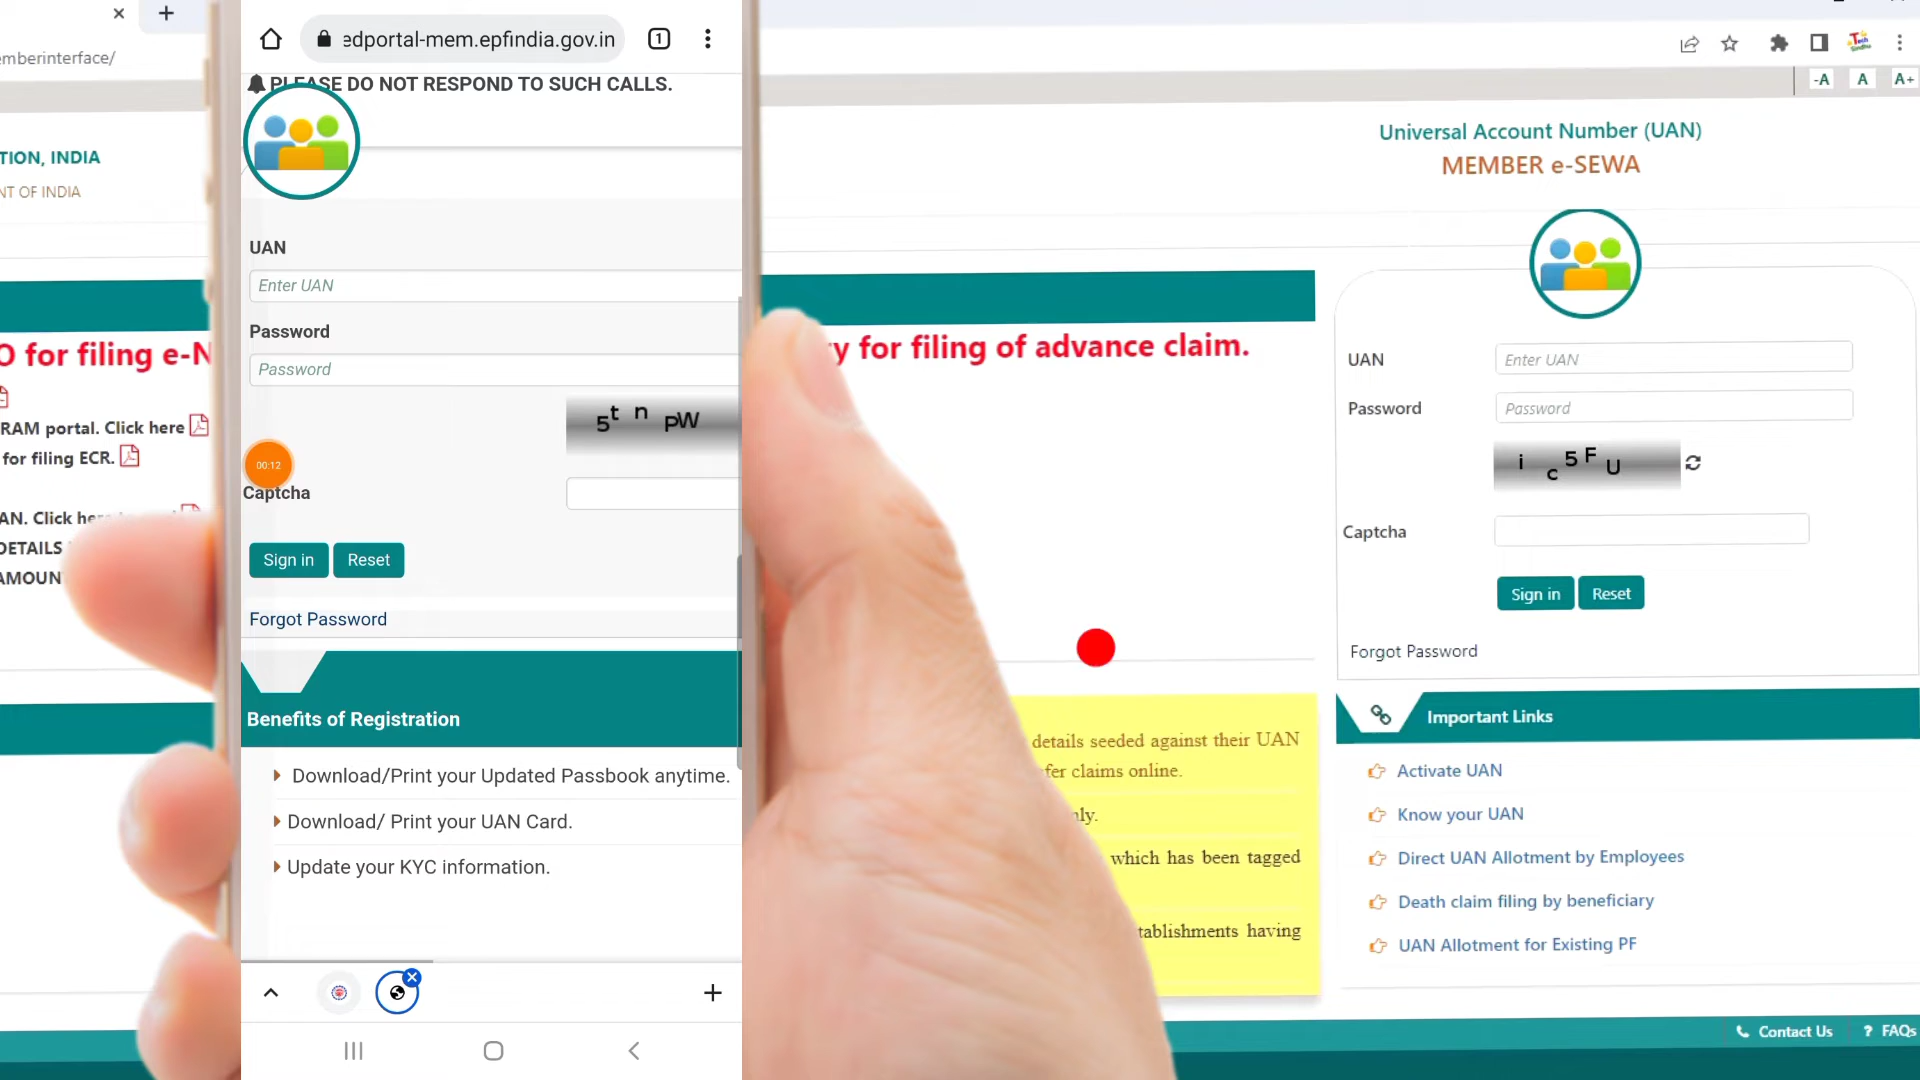 emberinterface/
edportal-mem.epfindia.gov.in
1
PLEASE DO NOT RESPOND TO SUCH CALLS.
-A A A+
TION, INDIA
NT OF INDIA
Universal Account Number (UAN)
MEMBER e-SEWA
UAN
Enter UAN
Password
Password
5t n PW
00:12
Captcha
Sign in Reset
Forgot Password
Benefits of Registration
Download/Print your Updated Passbook anytime.
Download/ Print your UAN Card.
Update your KYC information.
O for filing e-N
y for filing of advance claim.
RAM portal. Click here
for filing ECR.
AN. Click her
DETAILS
AMOUN
details seeded against their UAN
fer claims online.
nly.
which has been tagged
tablishments having
UAN
Enter UAN
Password
Password
i c 5 F U
Captcha
Sign in Reset
Forgot Password
Important Links
Activate UAN
Know your UAN
Direct UAN Allotment by Employees
Death claim filing by beneficiary
UAN Allotment for Existing PF
Contact Us ? FAQs